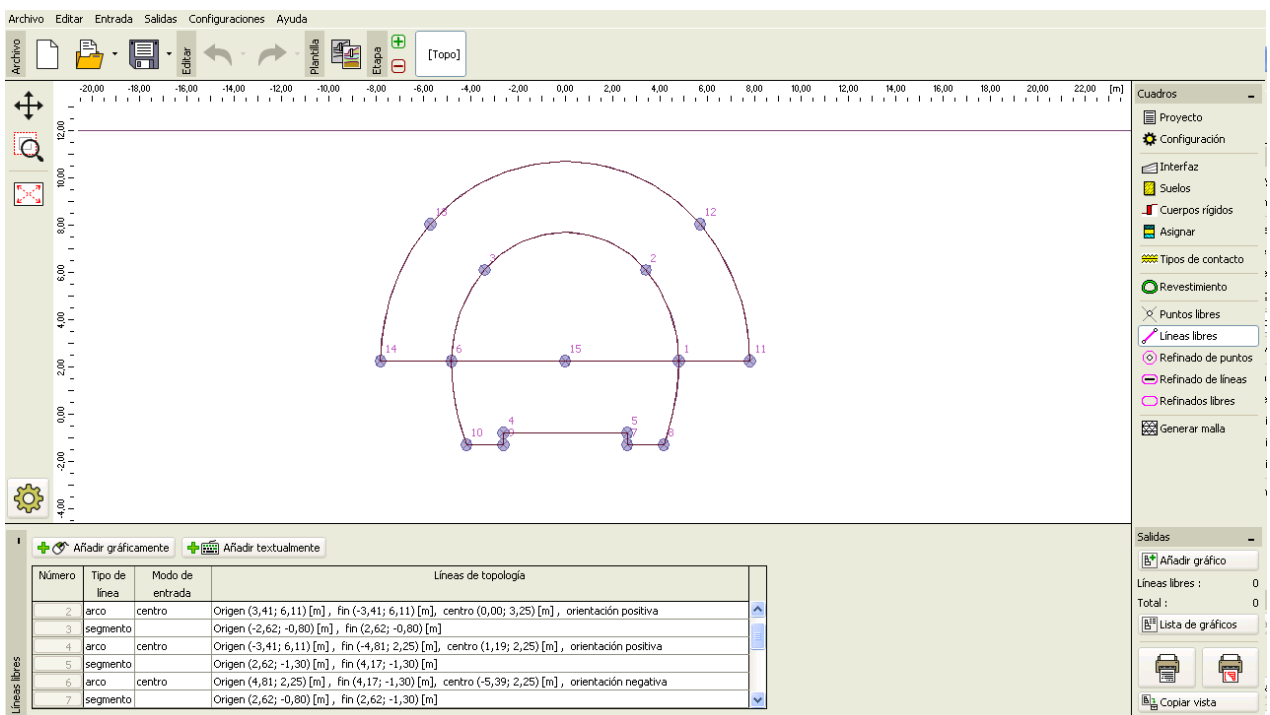 Archivo Editar Entrada Salidas Configuraciones Ayuda
Archivo
Editar
Plantilla
Etapa
[Topo]
-20,00 -18,00 -16,00 -14,00 -12,00 -10,00 -8,00 -6,00 -4,00 -2,00 0,00 2,00 4,00 6,00 8,00 10,00 12,00 14,00 16,00 18,00 20,00 22,00 [m]
12,00
10,00
8,00
6,00
4,00
2,00
0,00
-2,00
-4,00
13 12
3 2
14 6 15 1 11
4 5
10 9 7 8
Cuadros
Proyecto
Configuración
Interfaz
Suelos
Cuerpos rígidos
Asignar
Tipos de contacto
Revestimiento
Puntos libres
Líneas libres
Refinado de puntos
Refinado de líneas
Refinados libres
Generar malla
Líneas libres
Añadir gráficamente Añadir textualmente
Número Tipo de línea Modo de entrada Líneas de topología
2 arco centro Origen (3,41; 6,11) [m] , fin (-3,41; 6,11) [m], centro (0,00; 3,25) [m] , orientación positiva
3 segmento Origen (-2,62; -0,80) [m] , fin (2,62; -0,80) [m]
4 arco centro Origen (-3,41; 6,11) [m] , fin (-4,81; 2,25) [m], centro (1,19; 2,25) [m] , orientación positiva
5 segmento Origen (2,62; -1,30) [m] , fin (4,17; -1,30) [m]
6 arco centro Origen (4,81; 2,25) [m] , fin (4,17; -1,30) [m], centro (-5,39; 2,25) [m] , orientación negativa
7 segmento Origen (2,62; -0,80) [m] , fin (2,62; -1,30) [m]
Salidas
Añadir gráfico
Líneas libres : 0
Total : 0
Lista de gráficos
Copiar vista